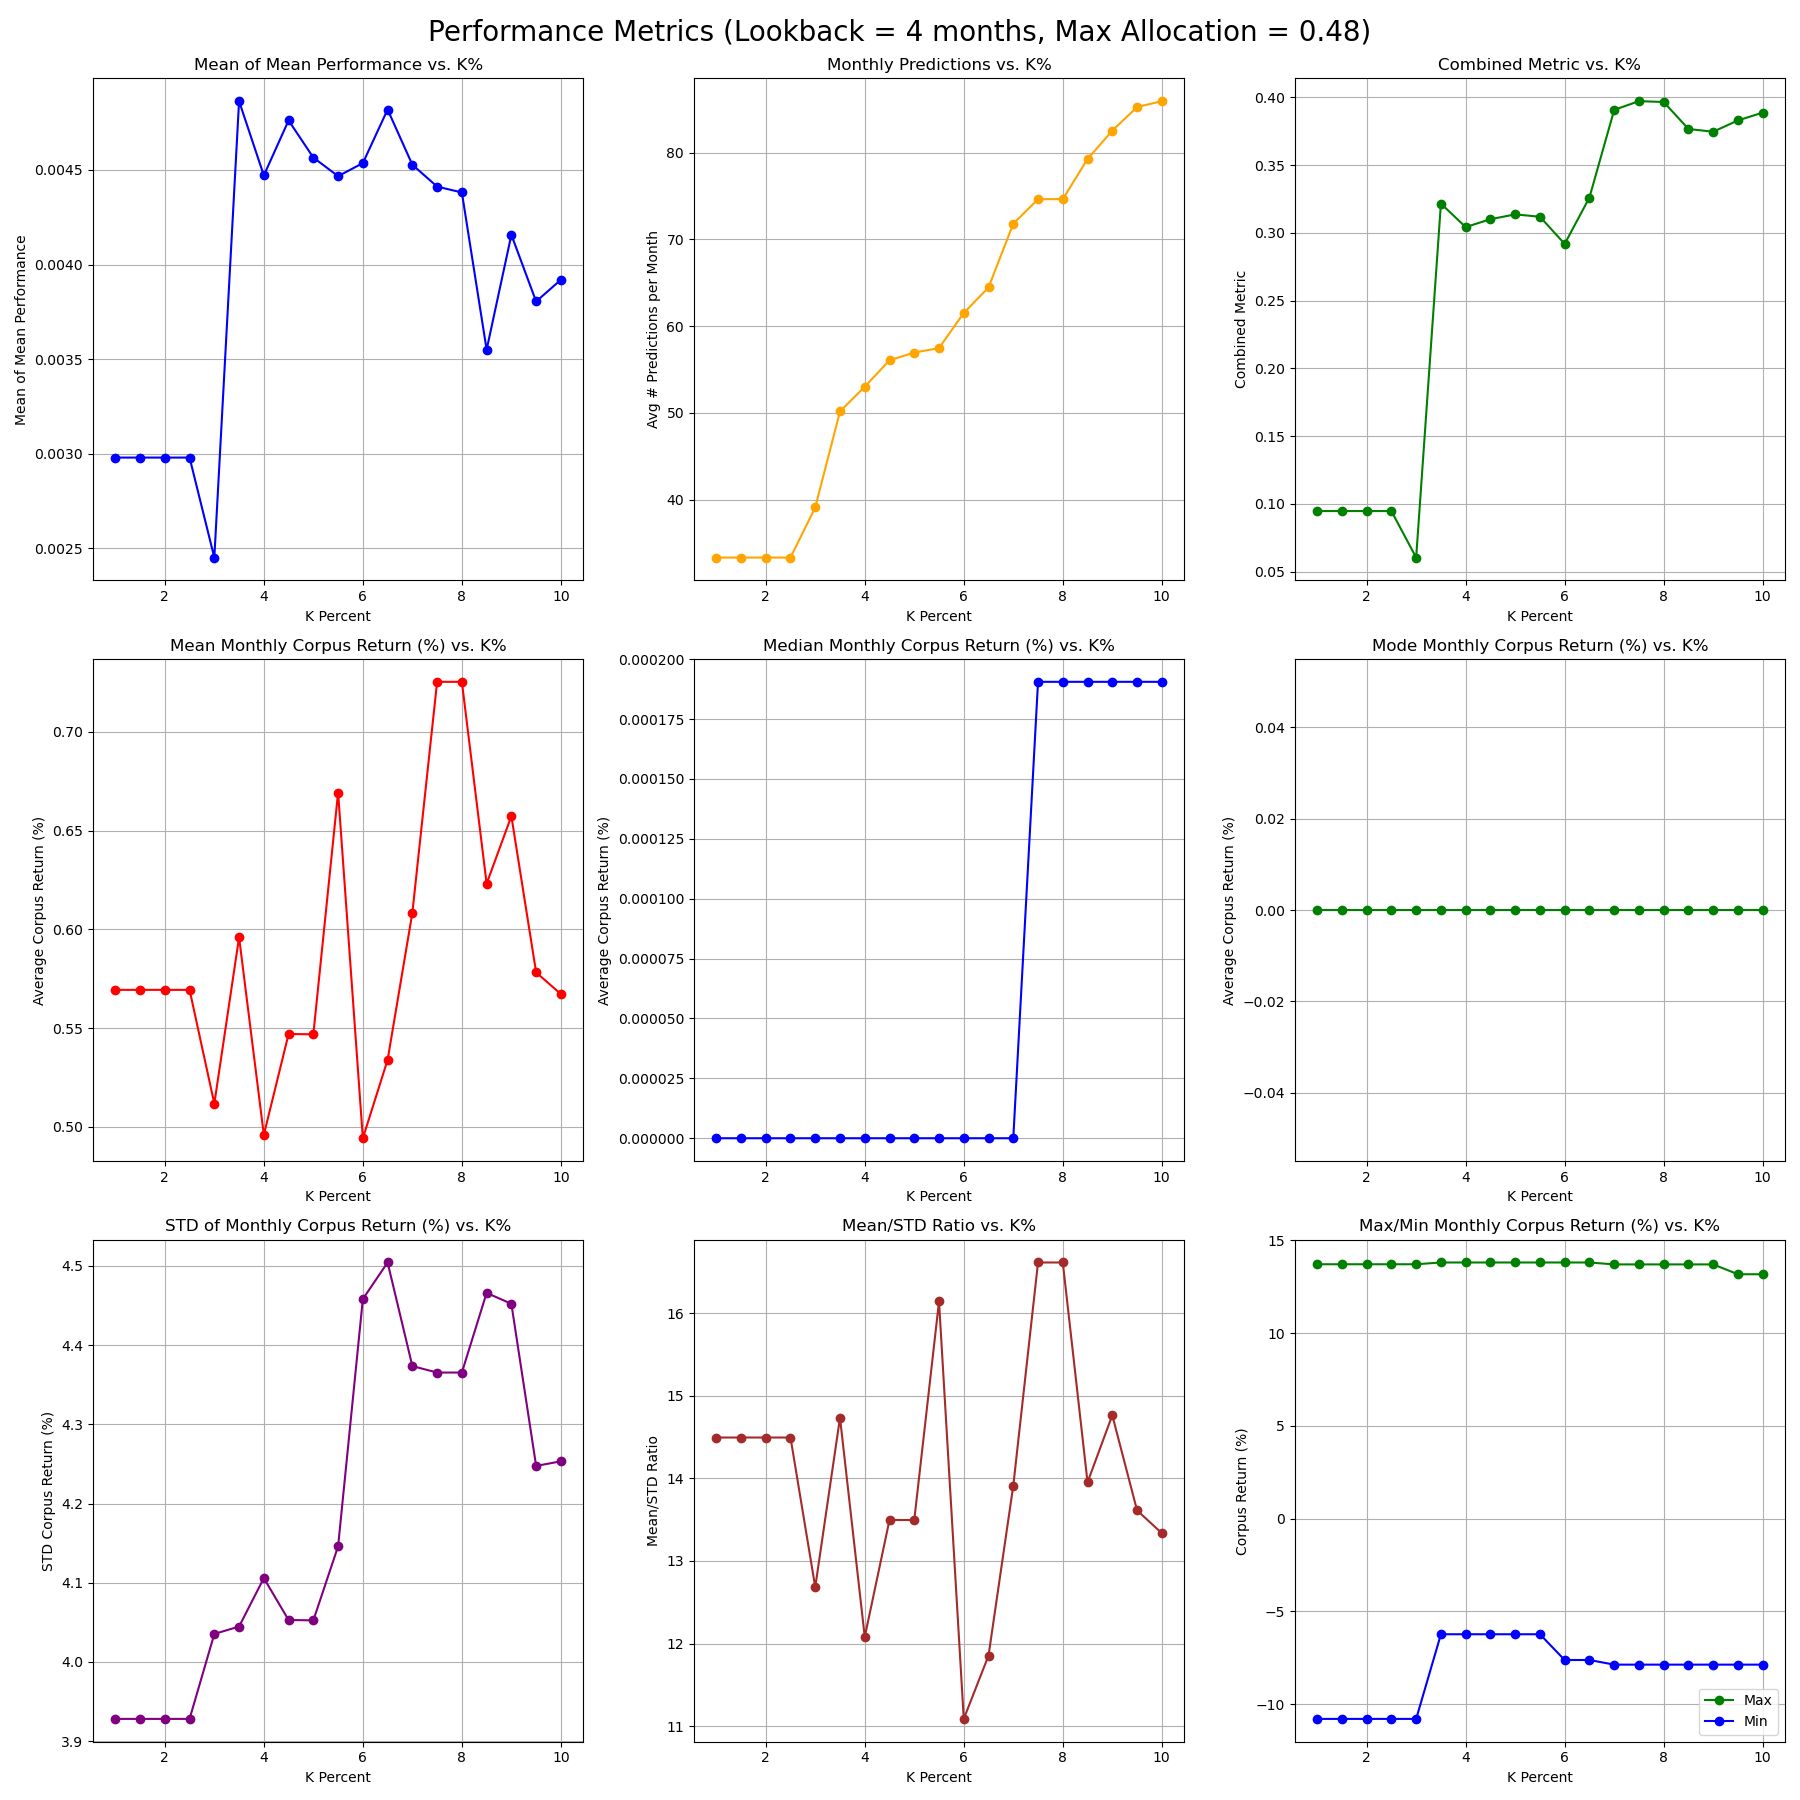 Performance Metrics (Lookback = 4 months, Max Allocation = 0.48)
Mean of Mean Performance vs. K%
Mean of Mean Performance
0.0045
0.0040
0.0035
0.0030
0.0025
2 4 6 8 10
K Percent
Monthly Predictions vs. K%
Avg # Predictions per Month
80
70
60
50
40
2 4 6 8 10
K Percent
Combined Metric vs. K%
Combined Metric
0.40
0.35
0.30
0.25
0.20
0.15
0.10
0.05
2 4 6 8 10
K Percent
Mean Monthly Corpus Return (%) vs. K%
Average Corpus Return (%)
0.70
0.65
0.60
0.55
0.50
2 4 6 8 10
K Percent
Median Monthly Corpus Return (%) vs. K%
Average Corpus Return (%)
0.000200
0.000175
0.000150
0.000125
0.000100
0.000075
0.000050
0.000025
0.000000
2 4 6 8 10
K Percent
Mode Monthly Corpus Return (%) vs. K%
Average Corpus Return (%)
0.04
0.02
0.00
−0.02
−0.04
2 4 6 8 10
K Percent
STD of Monthly Corpus Return (%) vs. K%
STD Corpus Return (%)
4.5
4.4
4.3
4.2
4.1
4.0
3.9
2 4 6 8 10
K Percent
Mean/STD Ratio vs. K%
Mean/STD Ratio
16
15
14
13
12
11
2 4 6 8 10
K Percent
Max/Min Monthly Corpus Return (%) vs. K%
Corpus Return (%)
15
10
5
0
−5
−10
Max
Min
2 4 6 8 10
K Percent